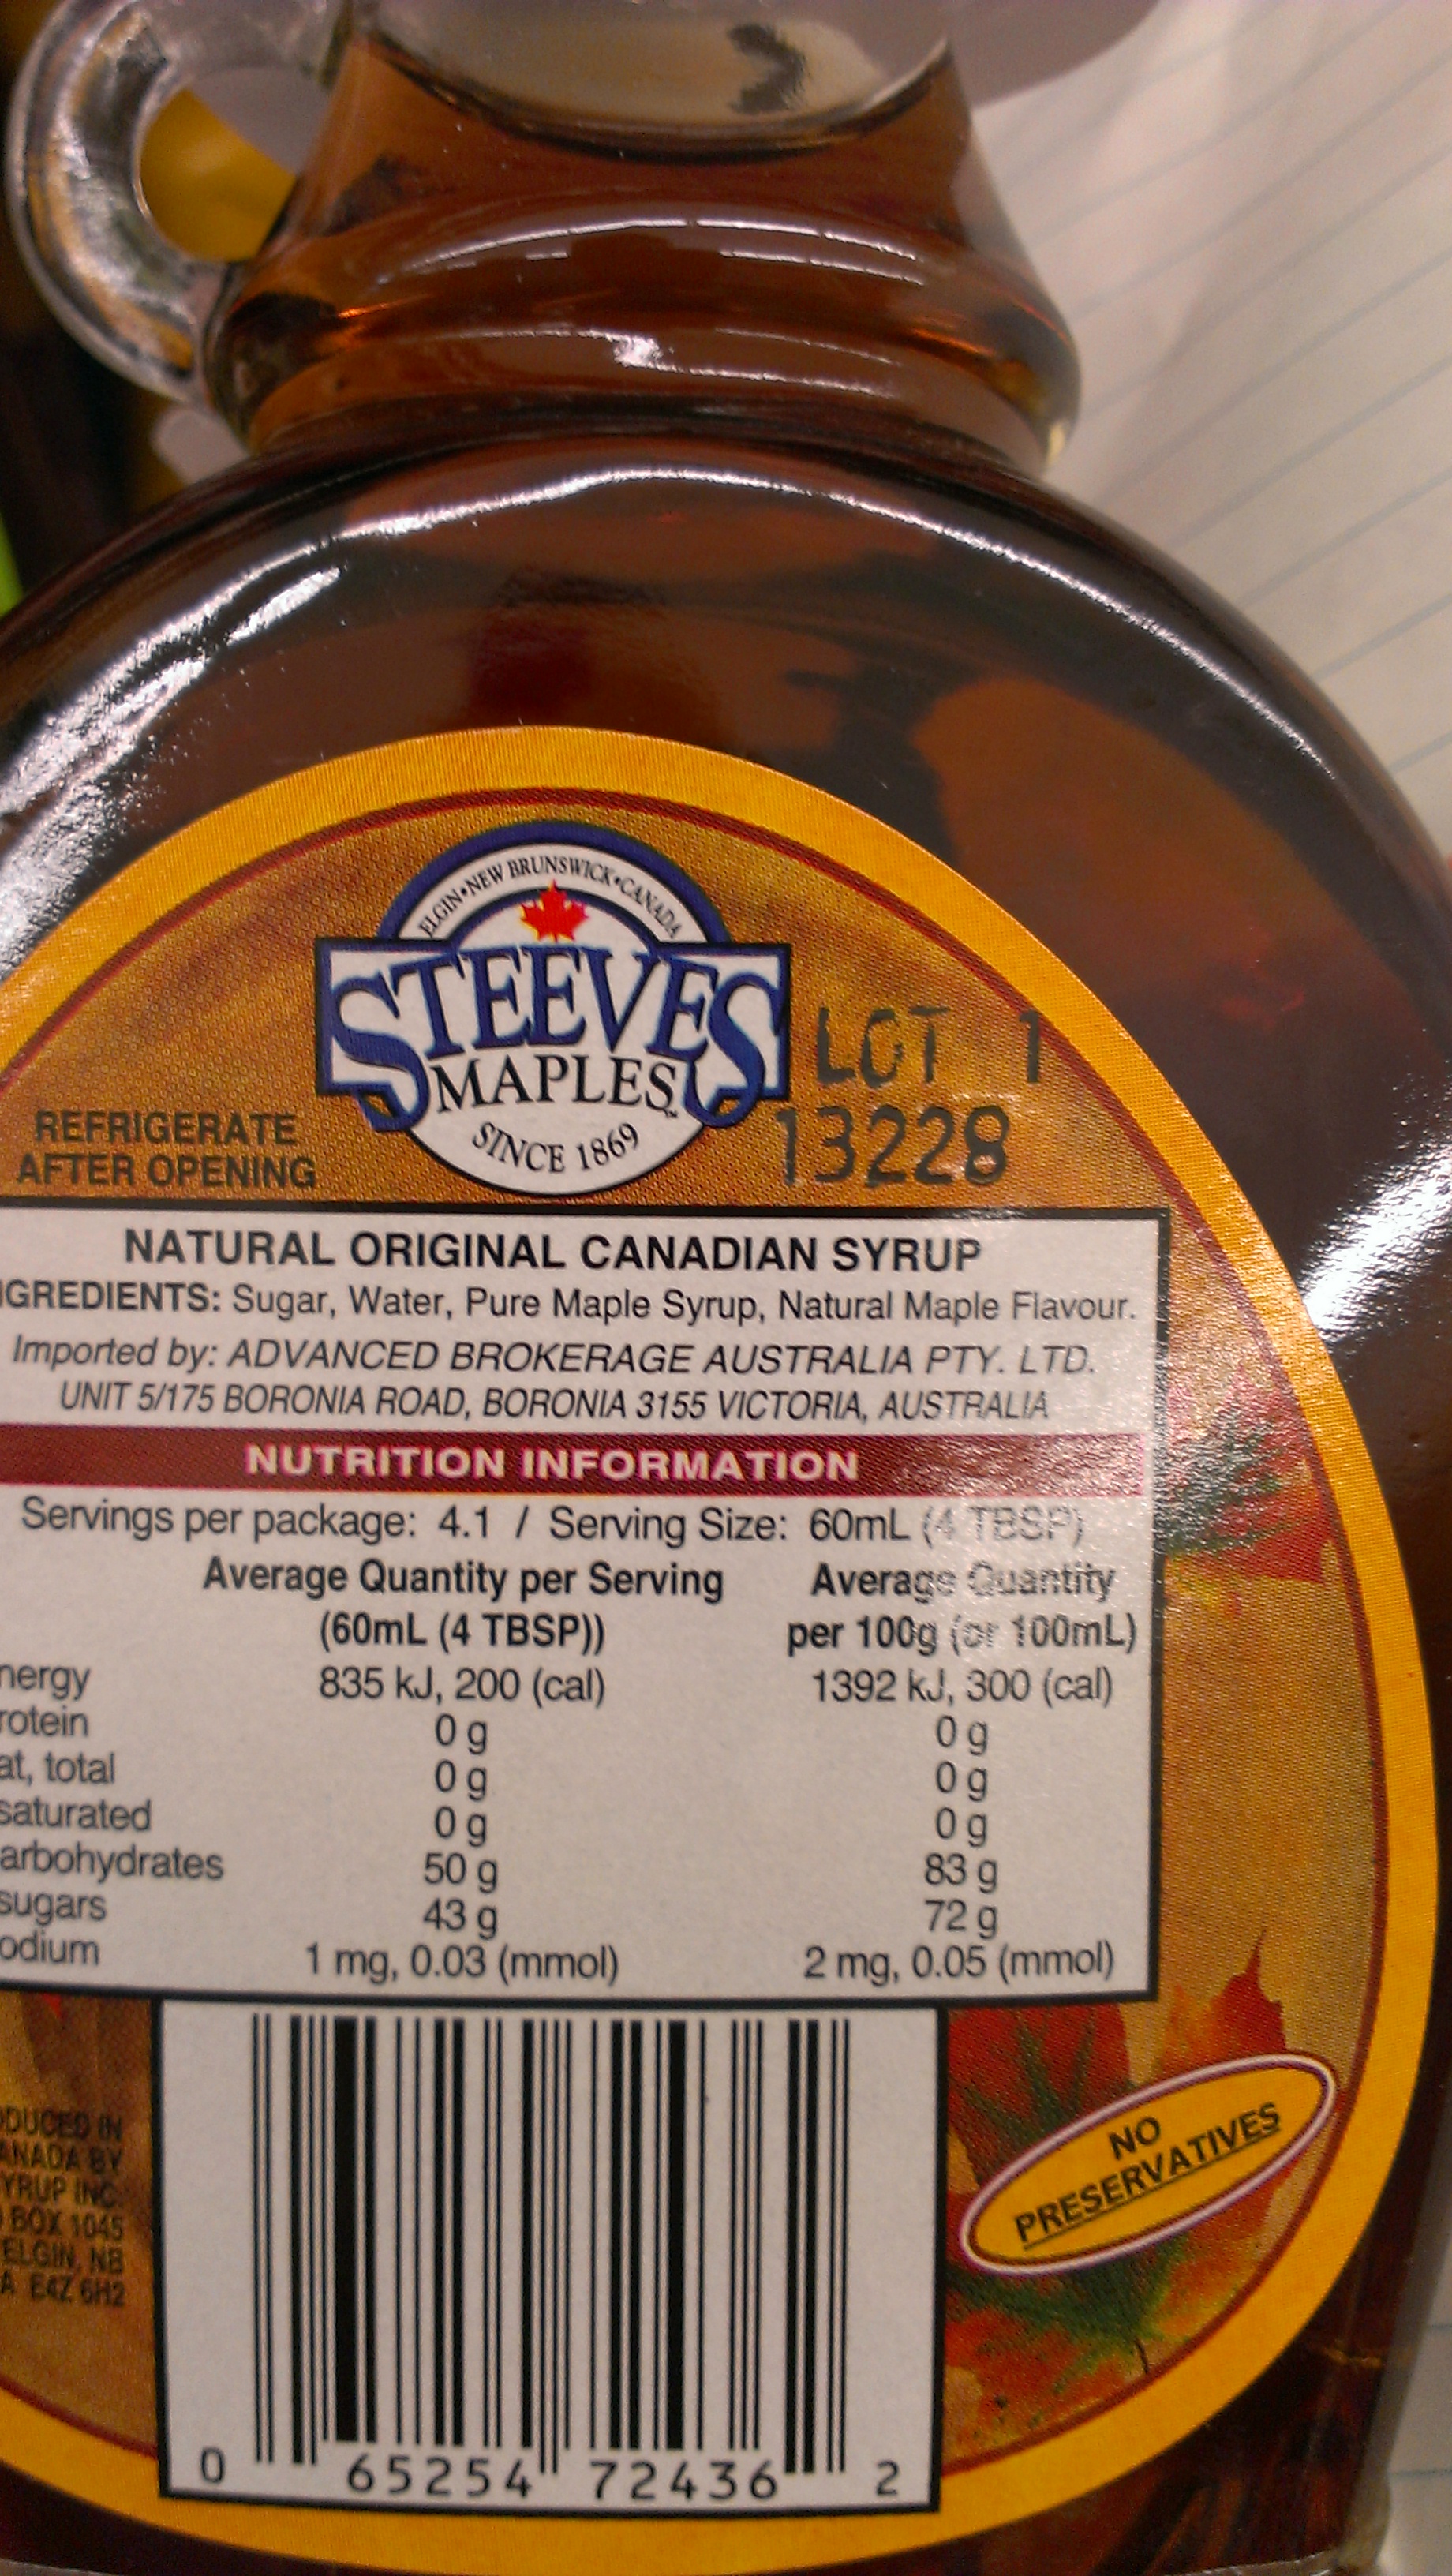 ELGIN•NEW BRUNSWICK•CANADA
STEEVES
MAPLES™
SINCE 1869
LOT 1
13228
REFRIGERATE
AFTER OPENING
NATURAL ORIGINAL CANADIAN SYRUP
NGREDIENTS: Sugar, Water, Pure Maple Syrup, Natural Maple Flavour.
Imported by: ADVANCED BROKERAGE AUSTRALIA PTY. LTD.
UNIT 5/175 BORONIA ROAD, BORONIA 3155 VICTORIA, AUSTRALIA
NUTRITION INFORMATION
Servings per package: 4.1 / Serving Size: 60mL (4 TBSP)
Average Quantity per Serving Average Quantity
(60mL (4 TBSP)) per 100g (or 100mL)
nergy 835 kJ, 200 (cal) 1392 kJ, 300 (cal)
rotein 0 g 0 g
at, total 0 g 0 g
saturated 0 g 0 g
arbohydrates 50 g 83 g
sugars 43 g 72 g
odium 1 mg, 0.03 (mmol) 2 mg, 0.05 (mmol)
ODUCED IN
ANADA BY
YRUP INC.
BOX 1045
ELGIN, NB
A E4Z 6H2
NO
PRESERVATIVES
0 65254 72436 2